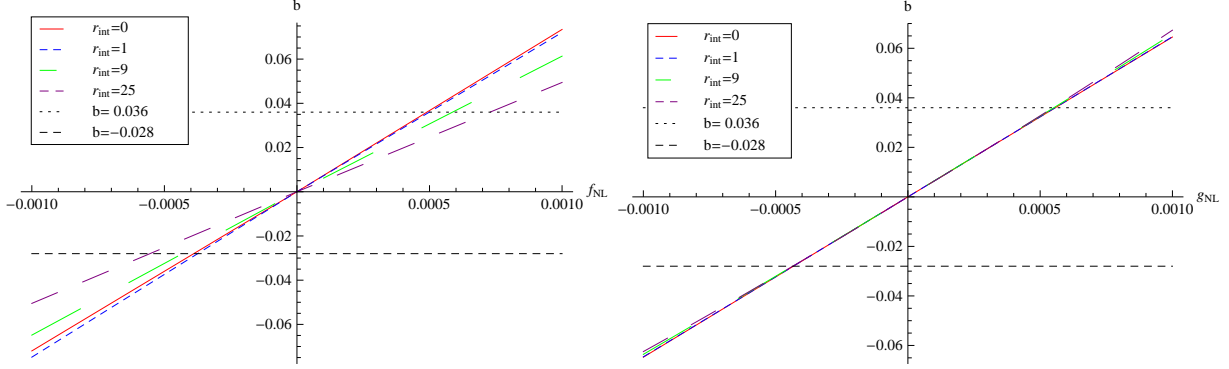 b
r_int=0
r_int=1
r_int=9
r_int=25
b= 0.036
b=−0.028
0.06
0.04
0.02
−0.0010
−0.0005
0.0005
0.0010
f_NL
−0.02
−0.04
−0.06
b
r_int=0
r_int=1
r_int=9
r_int=25
b= 0.036
b=−0.028
0.06
0.04
0.02
−0.0010
−0.0005
0.0005
0.0010
g_NL
−0.02
−0.04
−0.06